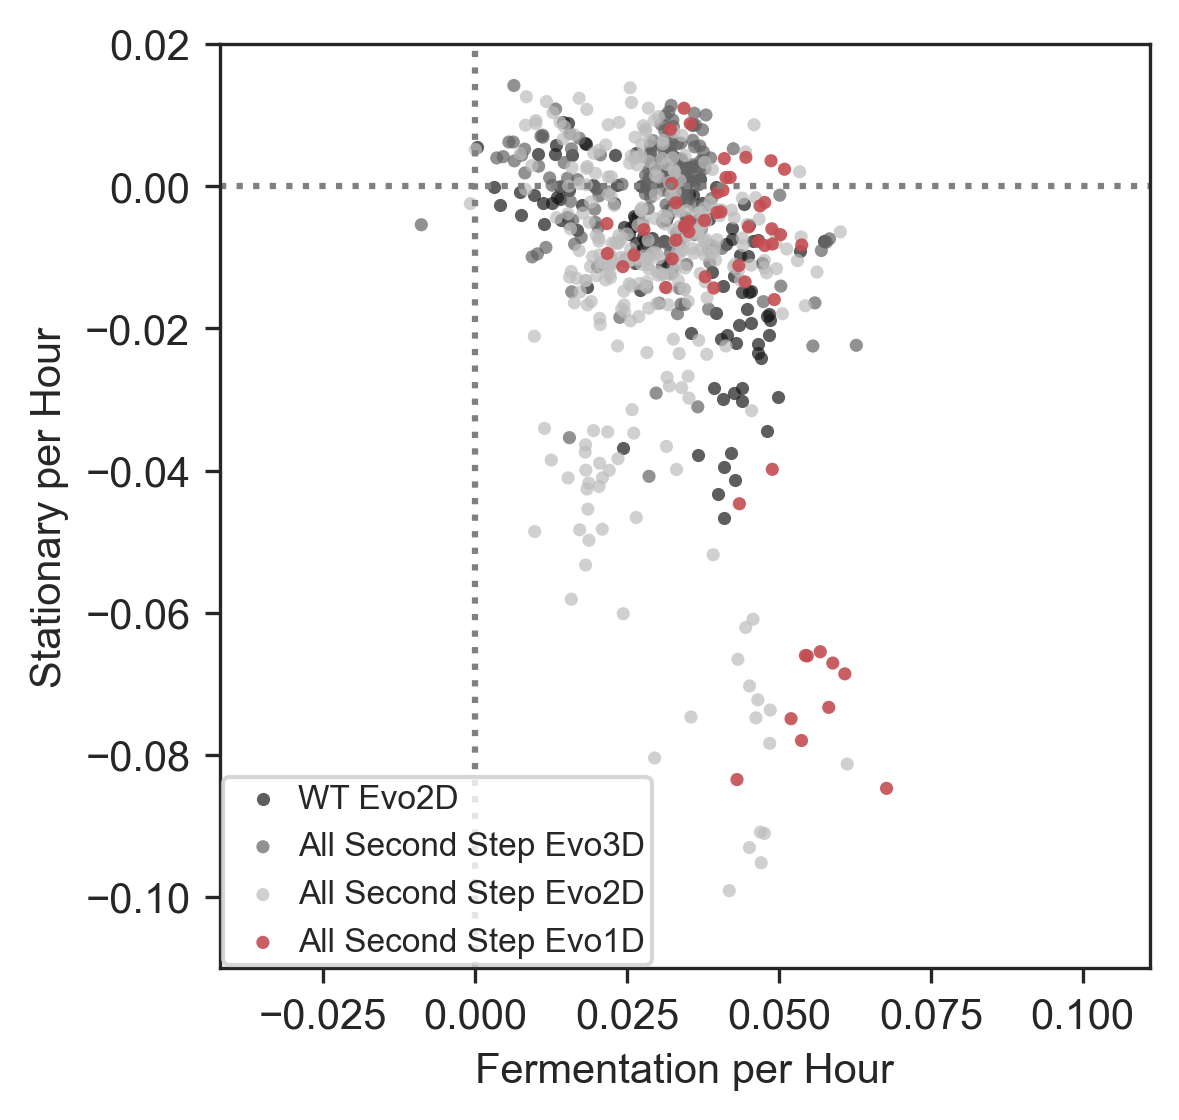 0.02
0.00
−0.02
−0.04
−0.06
−0.08
−0.10
Stationary per Hour
WT Evo2D
All Second Step Evo3D
All Second Step Evo2D
All Second Step Evo1D
−0.025 0.000 0.025 0.050 0.075 0.100
Fermentation per Hour